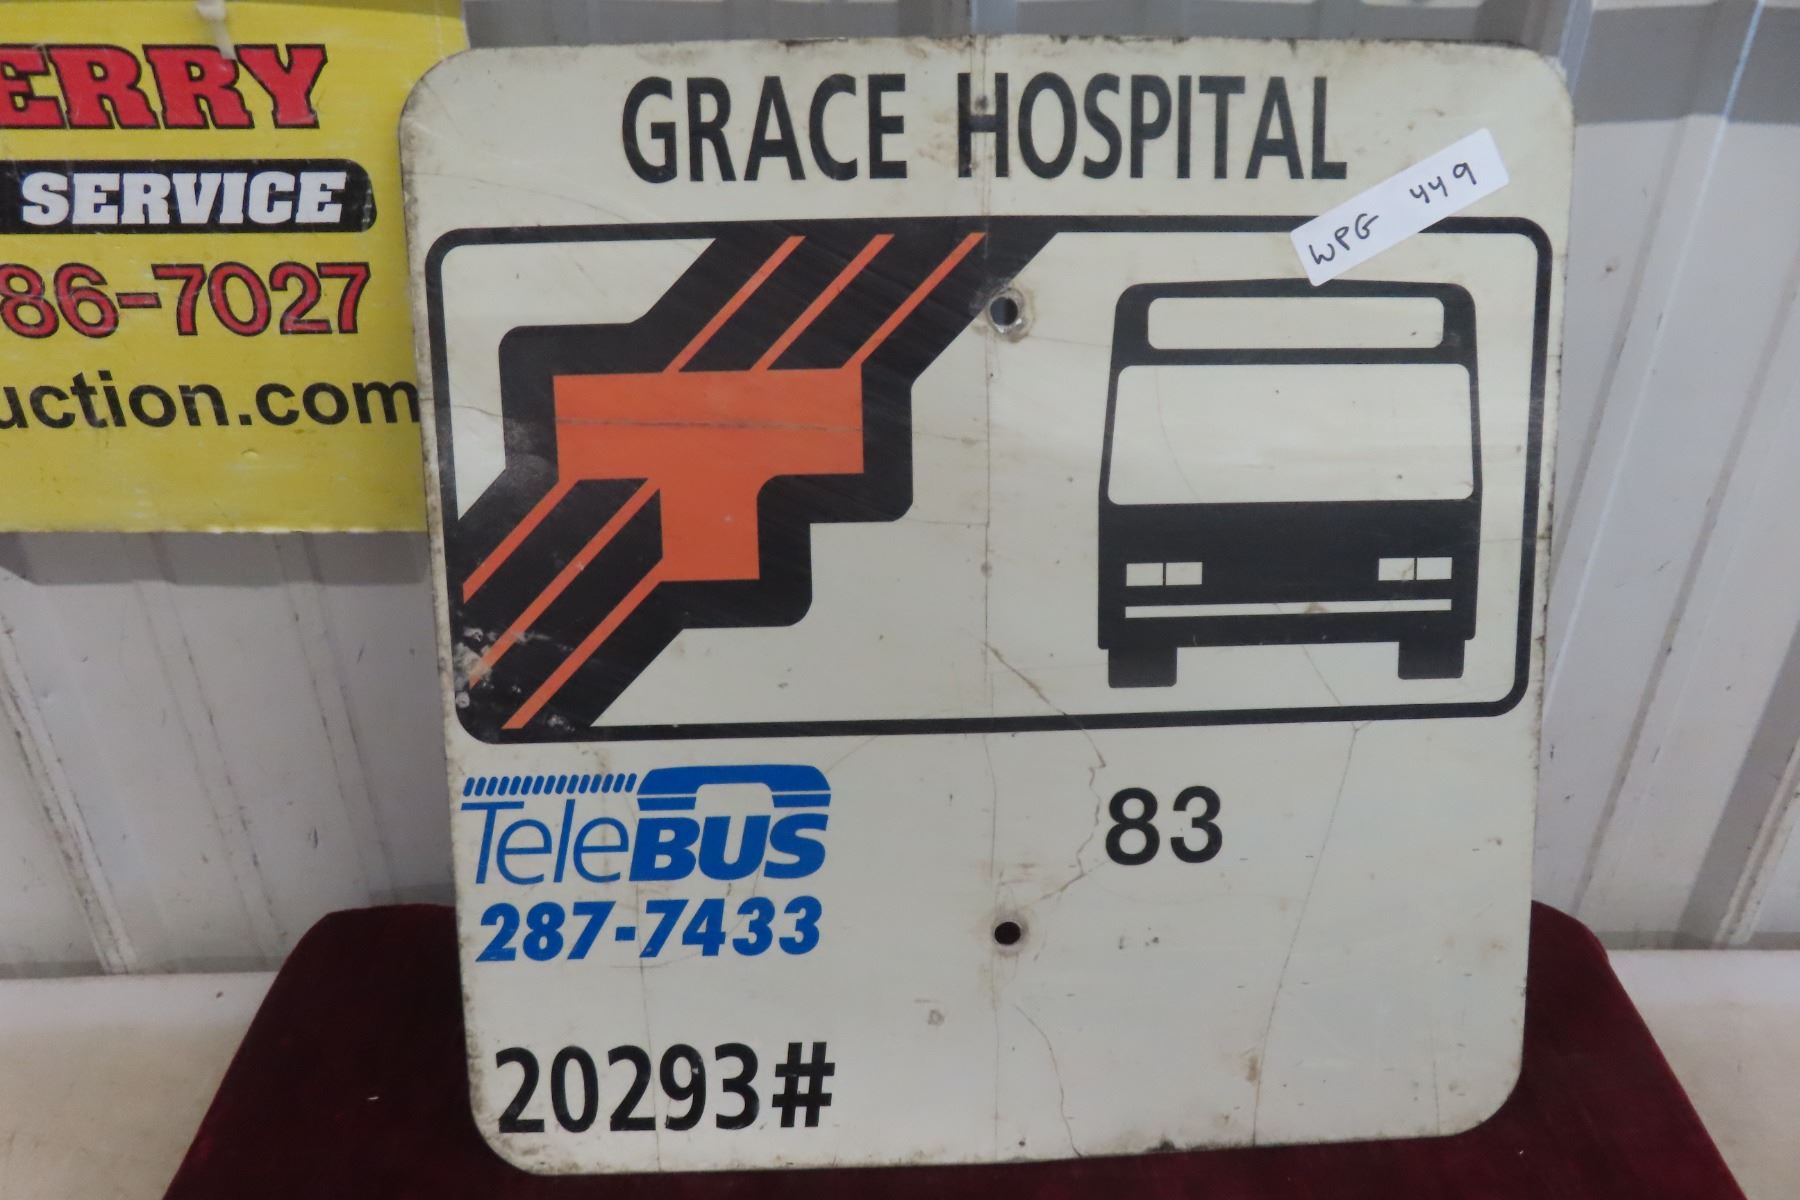 GRACE HOSPITAL
WPG 449
TeleBUS
287-7433
83
20293#
ERRY
SERVICE
86-7027
uction.com